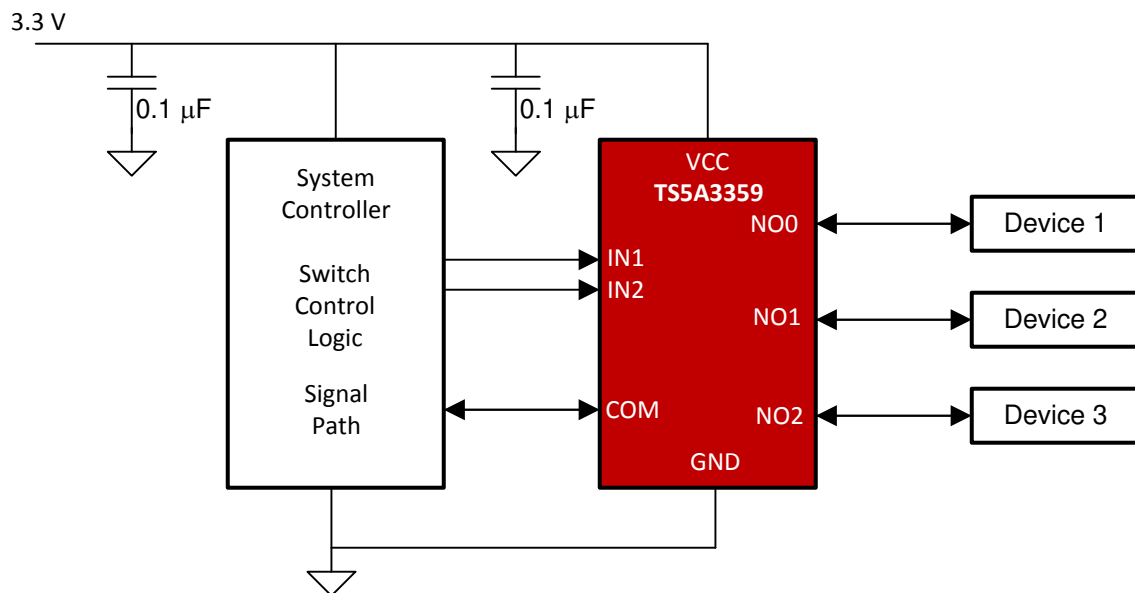 3.3 V
0.1 μF
0.1 μF
System
Controller
Switch
Control
Logic
Signal
Path
VCC
TS5A3359
IN1
IN2
COM
NO0
NO1
NO2
GND
Device 1
Device 2
Device 3